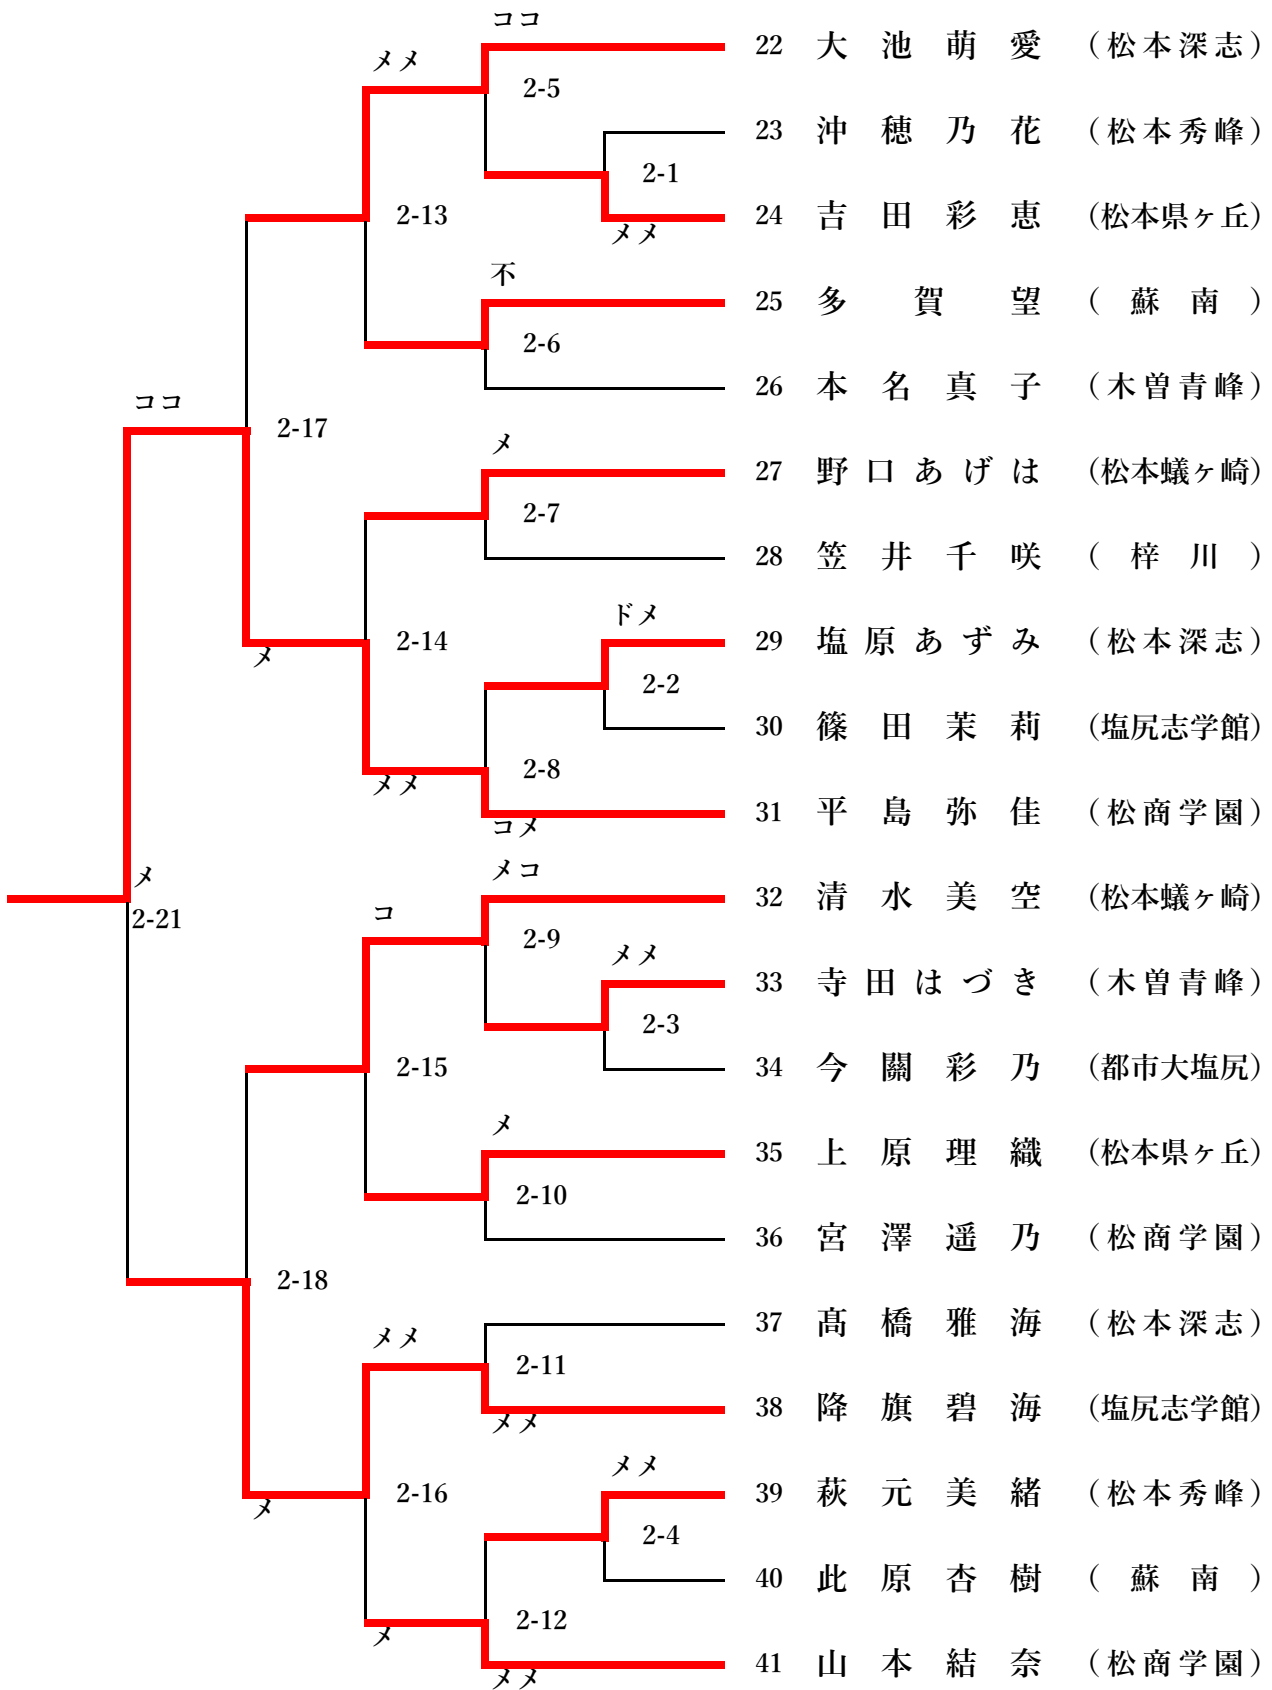 ココ
22 大池萌愛 (松本深志)
メメ
2-5
23 沖穂乃花 (松本秀峰)
2-1
2-13
24 吉田彩恵 (松本県ヶ丘)
メメ
不
25 多賀望 (蘇南)
2-6
26 本名真子 (木曽青峰)
ココ
2-17
メ
27 野口あげは (松本蟻ヶ崎)
2-7
28 笠井千咲 (梓川)
ドメ
2-14
29 塩原あずみ (松本深志)
メ
2-2
30 篠田茉莉 (塩尻志学館)
2-8
メメ
31 平島弥佳 (松商学園)
コメ
メコ
メ
32 清水美空 (松本蟻ヶ崎)
コ
2-21
2-9
メメ
33 寺田はづき (木曽青峰)
2-3
2-15
34 今關彩乃 (都市大塩尻)
メ
35 上原理織 (松本県ヶ丘)
2-10
36 宮澤遥乃 (松商学園)
2-18
37 髙橋雅海 (松本深志)
メメ
2-11
38 降旗碧海 (塩尻志学館)
メメ
メメ
2-16
39 萩元美緒 (松本秀峰)
メ
2-4
40 此原杏樹 (蘇南)
2-12
メ
41 山本結奈 (松商学園)
メメ